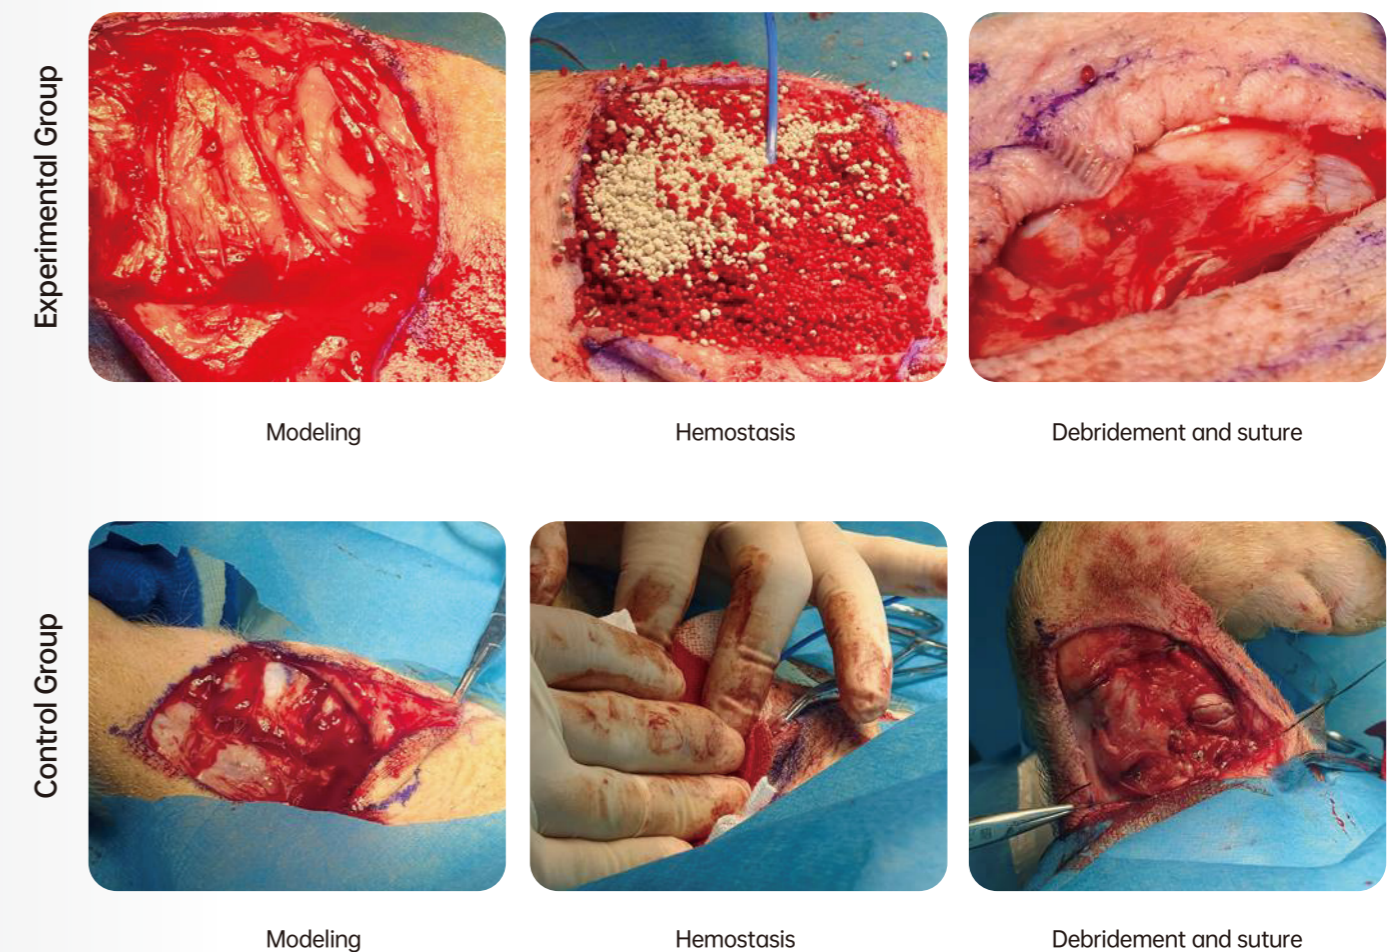 Experimental Group
Modeling
Hemostasis
Debridement and suture
Control Group
Modeling
Hemostasis
Debridement and suture